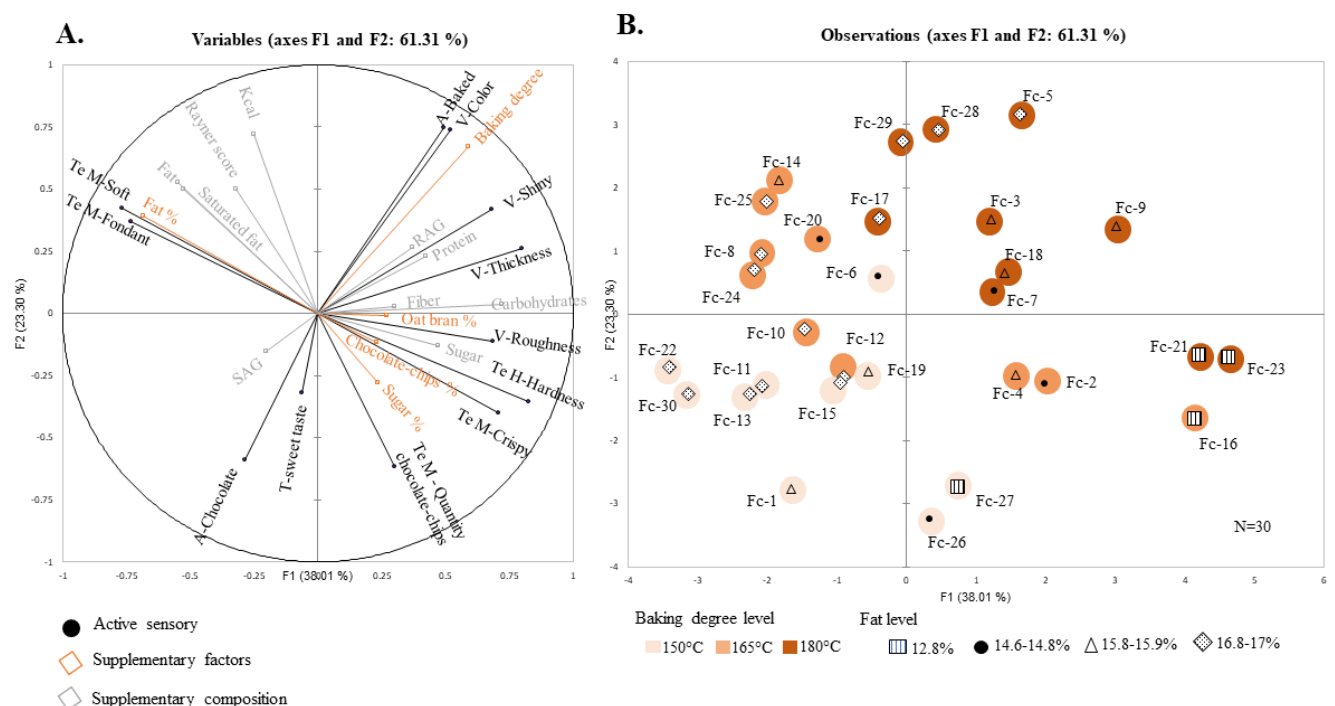 A.
Variables (axes F1 and F2: 61.31 %)
1
0.75
0.5
0.25
0
-0.25
-0.5
-0.75
-1
F2 (23.30 %)
-1
-0.75
-0.5
-0.25
0
0.25
0.5
0.75
1
F1 (38.01 %)
Kcal
Rayner score
Fat
Saturated fat
Te M-Soft
Te M-Fondant
Fat %
A-Baked
V-Color
Baking degree
V-Shiny
RAG
Protein
V-Thickness
Fiber
Carbohydrates
Oat bran %
V-Roughness
Chocolate-chips %
Sugar
Te H-Hardness
Sugar %
Te M-Crispy
SAG
T-sweet taste
A-Chocolate
Te M - Quantity
chocolate-chips
Active sensory
Supplementary factors
Supplementary composition
B.
Observations (axes F1 and F2: 61.31 %)
4
3
2
1
0
-1
-2
-3
-4
F2 (23.30 %)
-4
-3
-2
-1
0
1
2
3
4
5
6
F1 (38.01 %)
Fc-5
Fc-28
Fc-29
Fc-14
Fc-25
Fc-20
Fc-17
Fc-3
Fc-9
Fc-8
Fc-24
Fc-6
Fc-18
Fc-7
Fc-10
Fc-12
Fc-22
Fc-11
Fc-19
Fc-30
Fc-13
Fc-15
Fc-4
Fc-2
Fc-21
Fc-23
Fc-16
Fc-1
Fc-27
Fc-26
N=30
Baking degree level
150°C
165°C
180°C
Fat level
12.8%
14.6-14.8%
15.8-15.9%
16.8-17%